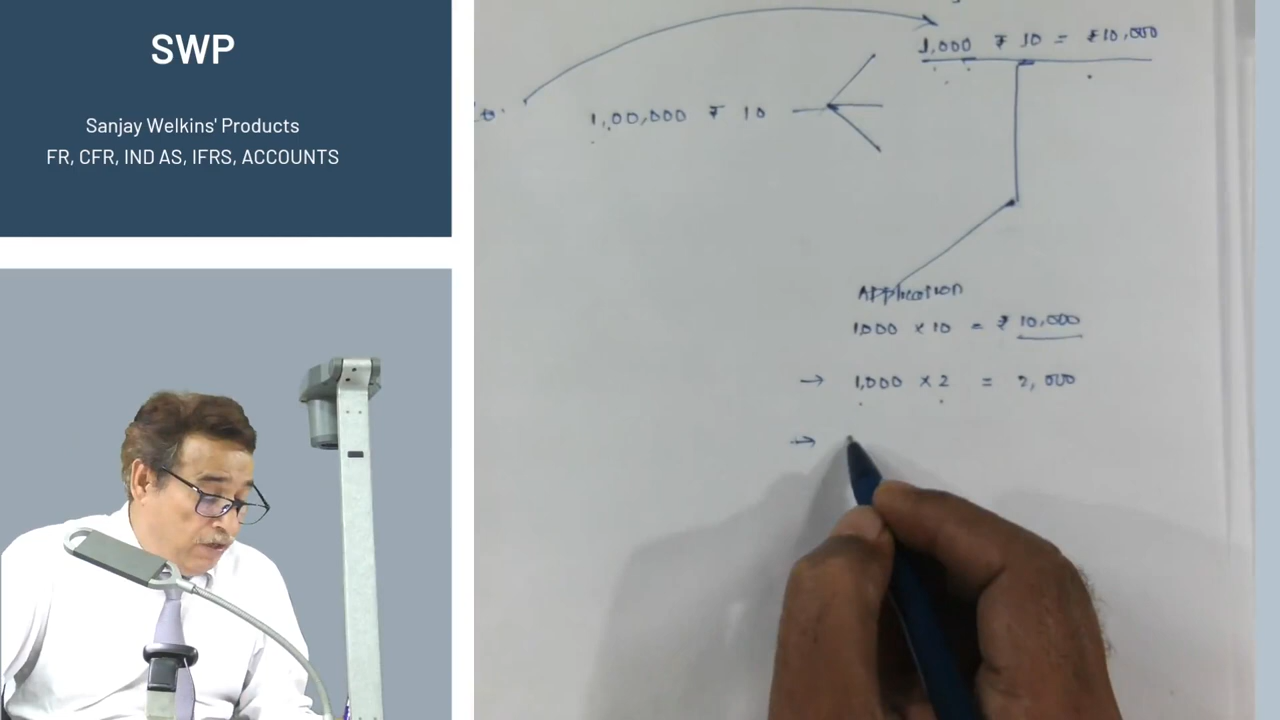 SWP
Sanjay Welkins' Products
FR, CFR, IND AS, IFRS, ACCOUNTS
1,000 ₹ 10 = ₹10,000
1,00,000 ₹ 10
Application
1000 × 10 = ₹ 10,000
→ 1,000 × 2 = 2,000
→